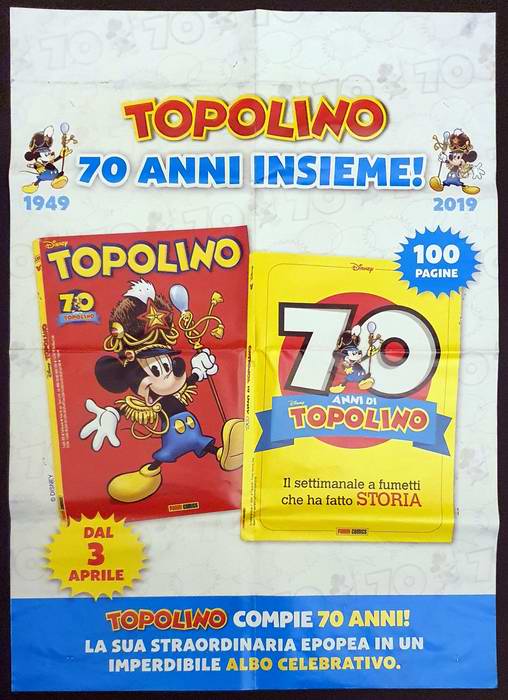 TOPOLINO
70 ANNI INSIEME!
1949
2019
Disney
TOPOLINO
70
TOPOLINO
© DISNEY
PANINI COMICS
100
PAGINE
Disney
70
ANNI DI
Disney
TOPOLINO
Il settimanale a fumetti
che ha fatto STORIA
PANINI COMICS
DAL
3
APRILE
TOPOLINO COMPIE 70 ANNI!
LA SUA STRAORDINARIA EPOPEA IN UN
IMPERDIBILE ALBO CELEBRATIVO.